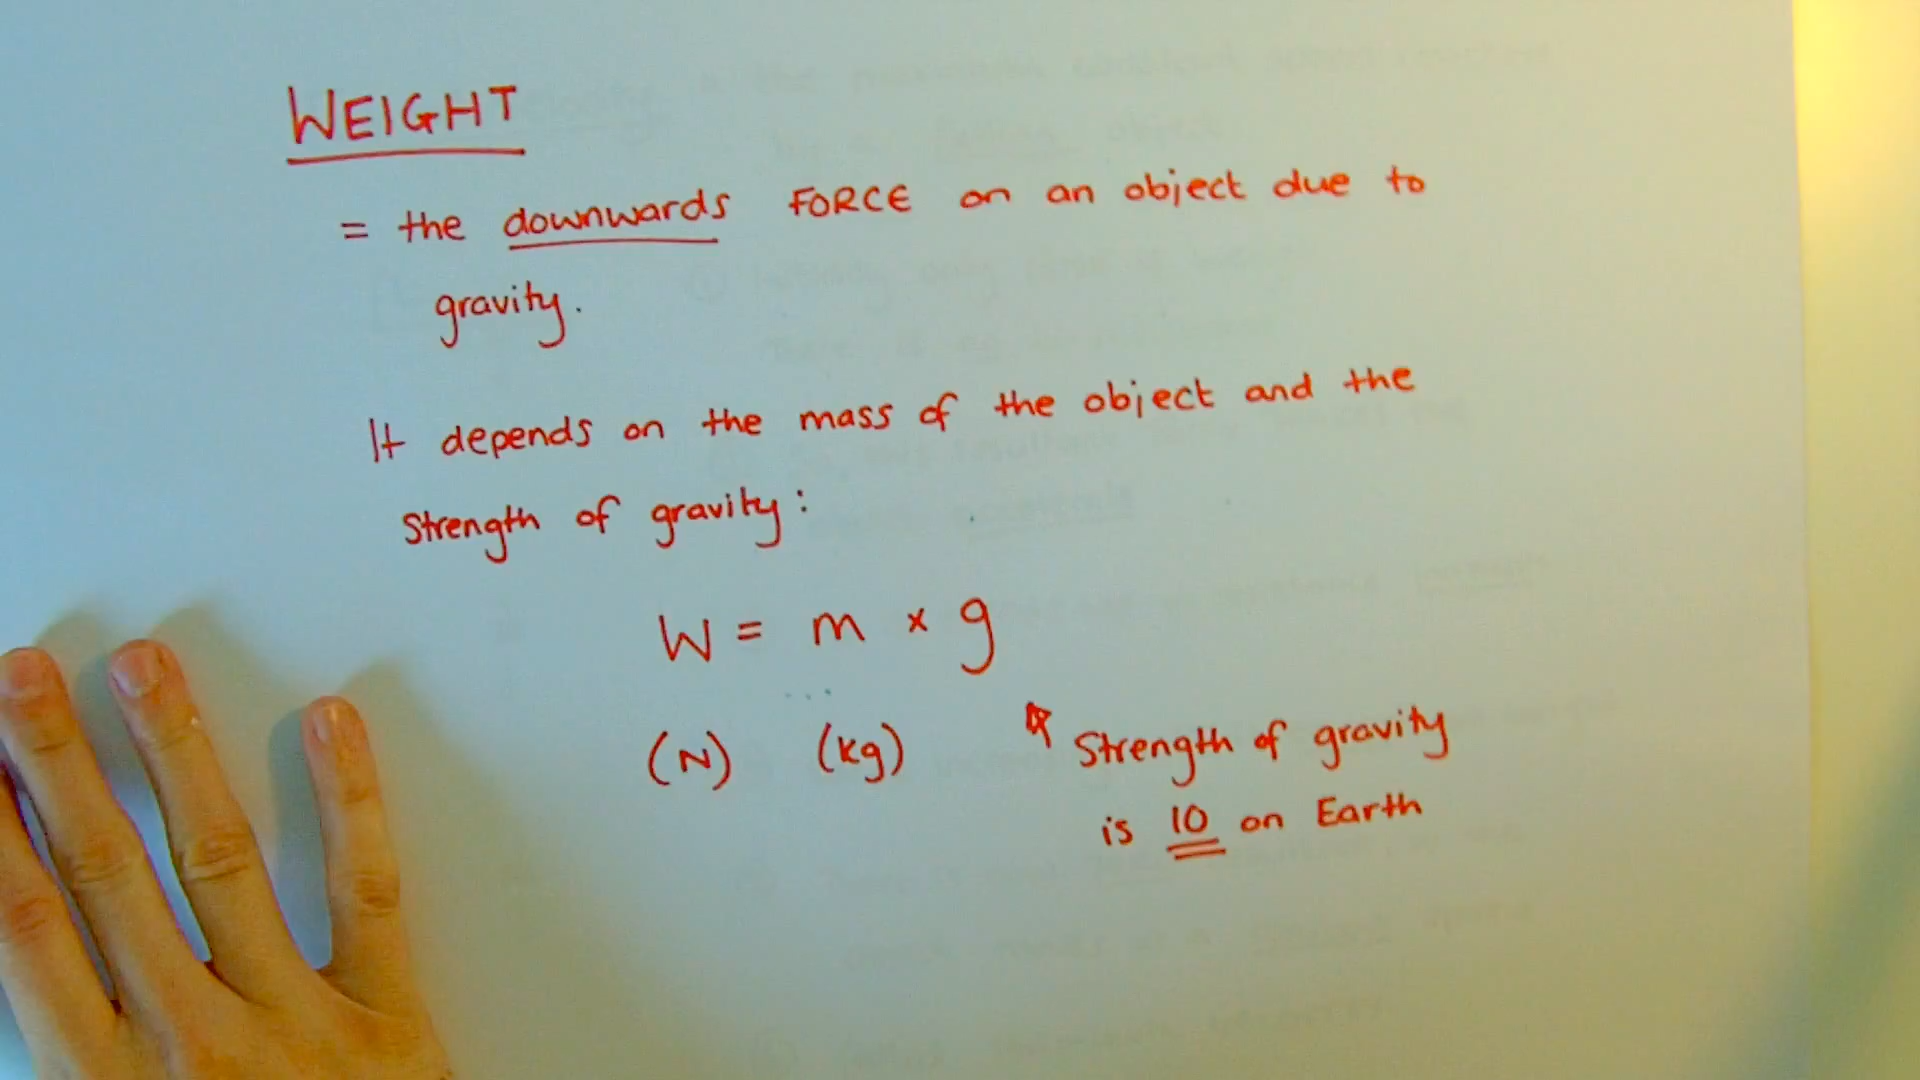 WEIGHT
= the downwards FORCE on an object due to
gravity.
It depends on the mass of the object and the
Strength of gravity:
W = m × g
(N) (kg) Strength of gravity
is 10 on Earth